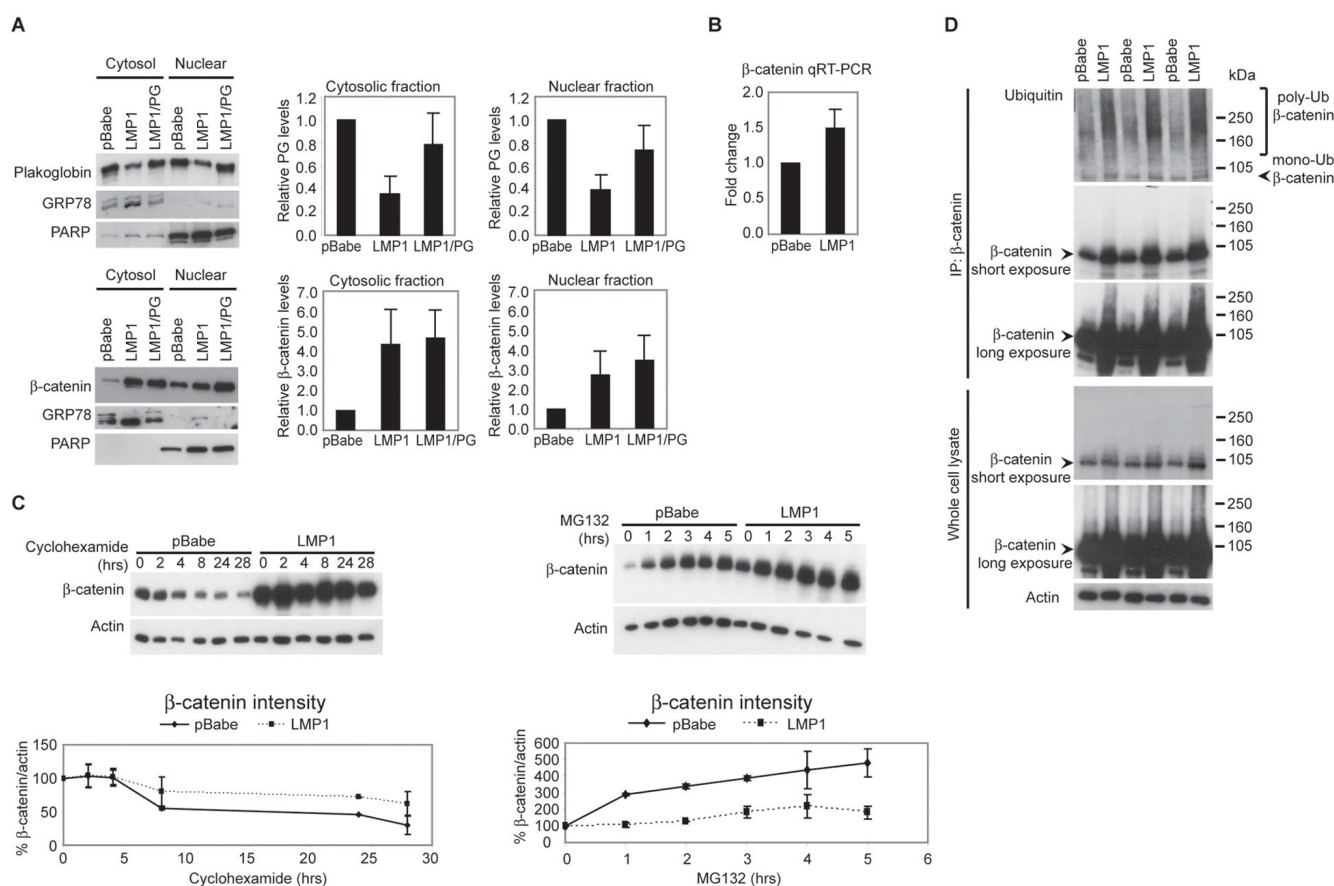 A
Cytosol Nuclear
pBabe LMP1 LMP1/PG pBabe LMP1 LMP1/PG
Plakoglobin
GRP78
PARP
Cytosolic fraction
Relative PG levels
1.2
1.0
0.8
0.6
0.4
0.2
pBabe LMP1 LMP1/PG
Nuclear fraction
Relative PG levels
1.2
1.0
0.8
0.6
0.4
0.2
pBabe LMP1 LMP1/PG
Cytosol Nuclear
pBabe LMP1 LMP1/PG pBabe LMP1 LMP1/PG
β-catenin
GRP78
PARP
Cytosolic fraction
Relative β-catenin levels
7.0
6.0
5.0
4.0
3.0
2.0
1.0
0.0
pBabe LMP1 LMP1/PG
Nuclear fraction
Relative β-catenin levels
7.0
6.0
5.0
4.0
3.0
2.0
1.0
0.0
pBabe LMP1 LMP1/PG
B
β-catenin qRT-PCR
Fold change
2.0
1.5
1.0
0.5
0.0
pBabe LMP1
C
Cyclohexamide (hrs)
pBabe LMP1
0 2 4 8 24 28 0 2 4 8 24 28
β-catenin
Actin
MG132 (hrs)
pBabe LMP1
0 1 2 3 4 5 0 1 2 3 4 5
β-catenin
Actin
β-catenin intensity
pBabe LMP1
% β-catenin/actin
150
100
50
0
0 5 10 15 20 25 30
Cyclohexamide (hrs)
β-catenin intensity
pBabe LMP1
% β-catenin/actin
600
500
400
300
200
100
0
0 1 2 3 4 5 6
MG132 (hrs)
D
pBabe LMP1 pBabe LMP1 pBabe LMP1
kDa
IP: β-catenin
Ubiquitin
250
160
105
poly-Ub
β-catenin
mono-Ub
β-catenin
β-catenin
short exposure
250
160
105
β-catenin
long exposure
250
160
105
Whole cell lysate
β-catenin
short exposure
250
160
105
β-catenin
long exposure
250
160
105
Actin